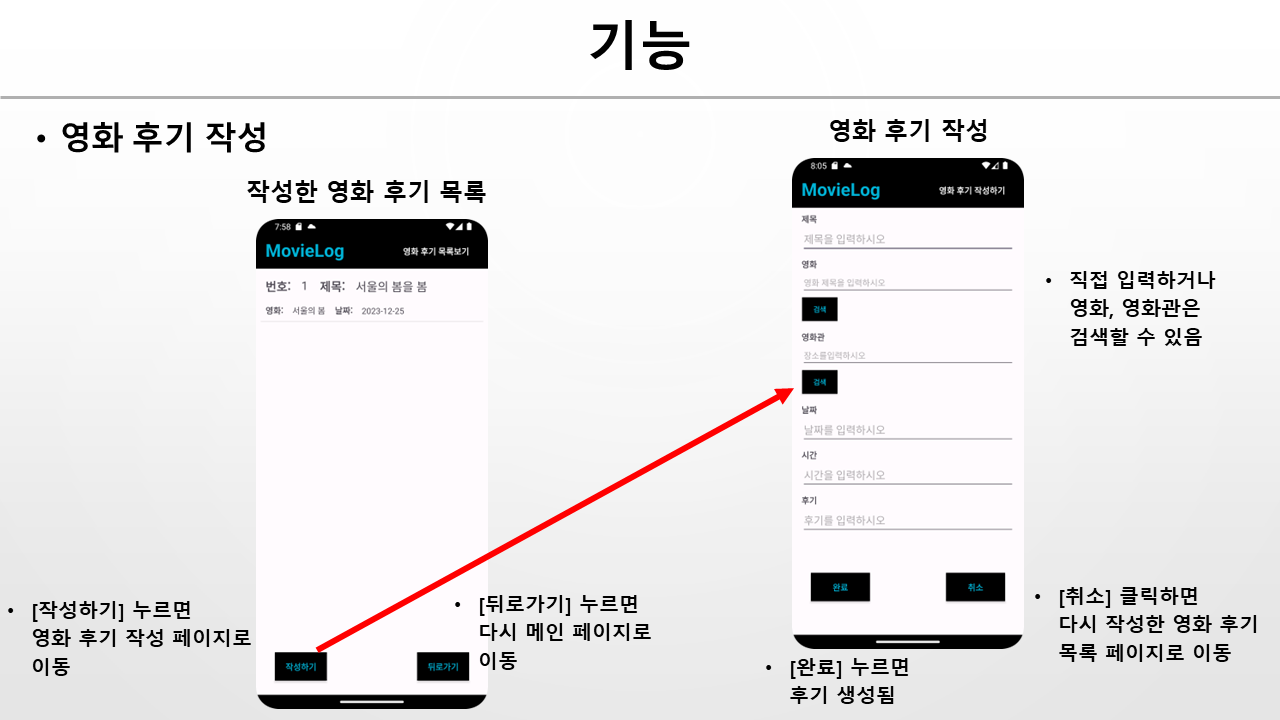 기능
• 영화 후기 작성
작성한 영화 후기 목록
7:58
MovieLog 영화 후기 목록보기
번호: 1 제목: 서울의 봄을 봄
영화: 서울의 봄 날짜: 2023-12-25
작성하기 뒤로가기
• [작성하기] 누르면
영화 후기 작성 페이지로
이동
• [뒤로가기] 누르면
다시 메인 페이지로
이동
영화 후기 작성
8:05
MovieLog 영화 후기 작성하기
제목
제목을 입력하시오
영화
영화 제목을 입력하시오
검색
영화관
장소를입력하시오
검색
날짜
날짜를 입력하시오
시간
시간을 입력하시오
후기
후기를 입력하시오
완료 취소
• 직접 입력하거나
영화, 영화관은
검색할 수 있음
• [완료] 누르면
후기 생성됨
• [취소] 클릭하면
다시 작성한 영화 후기
목록 페이지로 이동